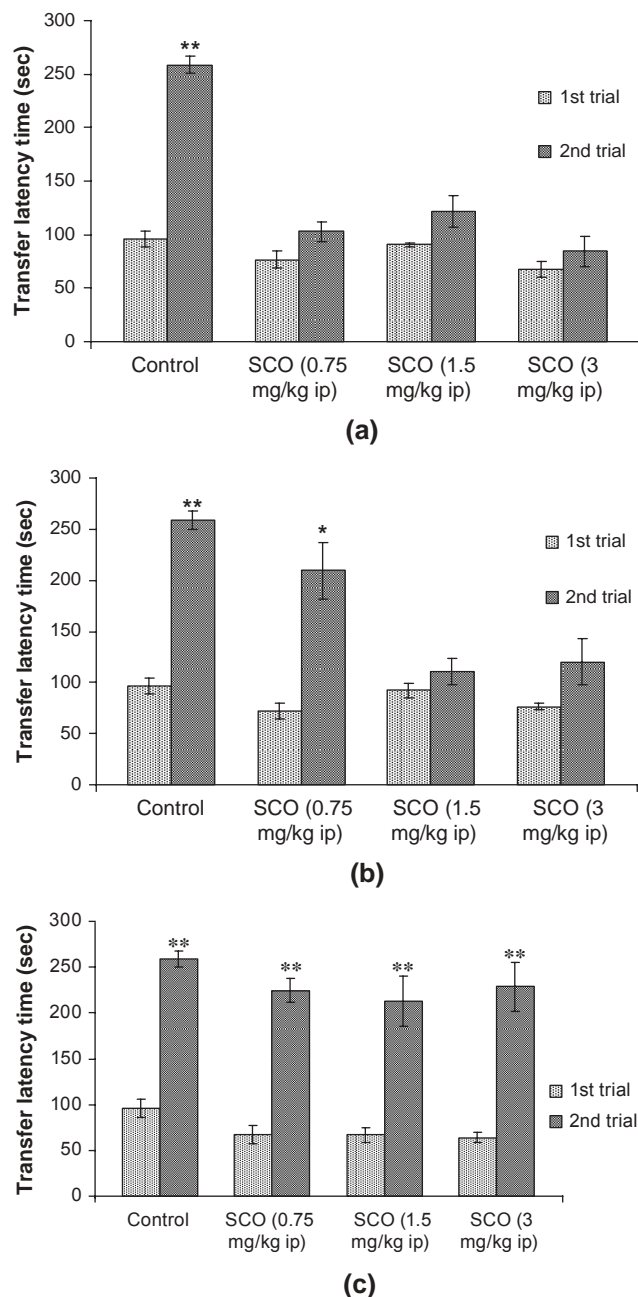 Transfer latency time (sec)
300
250
200
150
100
50
0
**
1st trial
2nd trial
Control
SCO (0.75 mg/kg ip)
SCO (1.5 mg/kg ip)
SCO (3 mg/kg ip)
(a)
Transfer latency time (sec)
300
250
200
150
100
50
0
**
*
1st trial
2nd trial
Control
SCO (0.75 mg/kg ip)
SCO (1.5 mg/kg ip)
SCO (3 mg/kg ip)
(b)
Transfer latency time (sec)
300
250
200
150
100
50
0
**
**
**
**
1st trial
2nd trial
Control
SCO (0.75 mg/kg ip)
SCO (1.5 mg/kg ip)
SCO (3 mg/kg ip)
(c)